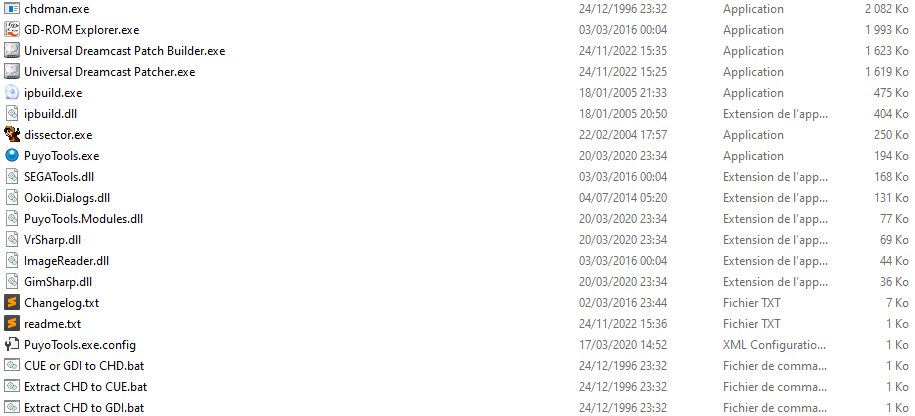 chdman.exe 24/12/1996 23:32 Application 2 082 Ko
GD-ROM Explorer.exe 03/03/2016 00:04 Application 1 993 Ko
Universal Dreamcast Patch Builder.exe 24/11/2022 15:35 Application 1 623 Ko
Universal Dreamcast Patcher.exe 24/11/2022 15:25 Application 1 619 Ko
ipbuild.exe 18/01/2005 21:33 Application 475 Ko
ipbuild.dll 18/01/2005 20:50 Extension de l'app... 404 Ko
dissector.exe 22/02/2004 17:57 Application 250 Ko
PuyoTools.exe 20/03/2020 23:34 Application 194 Ko
SEGATools.dll 03/03/2016 00:04 Extension de l'app... 168 Ko
Ookii.Dialogs.dll 04/07/2014 05:20 Extension de l'app... 131 Ko
PuyoTools.Modules.dll 20/03/2020 23:34 Extension de l'app... 77 Ko
VrSharp.dll 20/03/2020 23:34 Extension de l'app... 69 Ko
ImageReader.dll 03/03/2016 00:04 Extension de l'app... 44 Ko
GimSharp.dll 20/03/2020 23:34 Extension de l'app... 36 Ko
Changelog.txt 02/03/2016 23:44 Fichier TXT 7 Ko
readme.txt 24/11/2022 15:36 Fichier TXT 1 Ko
PuyoTools.exe.config 17/03/2020 14:52 XML Configuratio... 1 Ko
CUE or GDI to CHD.bat 24/12/1996 23:32 Fichier de comma... 1 Ko
Extract CHD to CUE.bat 24/12/1996 23:32 Fichier de comma... 1 Ko
Extract CHD to GDI.bat 24/12/1996 23:32 Fichier de comma... 1 Ko